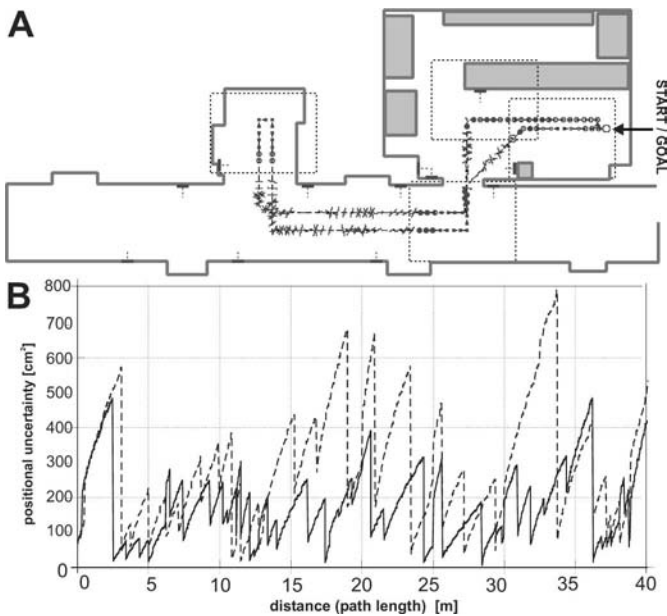 A
START / GOAL
B
positional uncertainty [cm²]
800
700
600
500
400
300
200
100
0
0 5 10 15 20 25 30 35 40
distance (path length) [m]